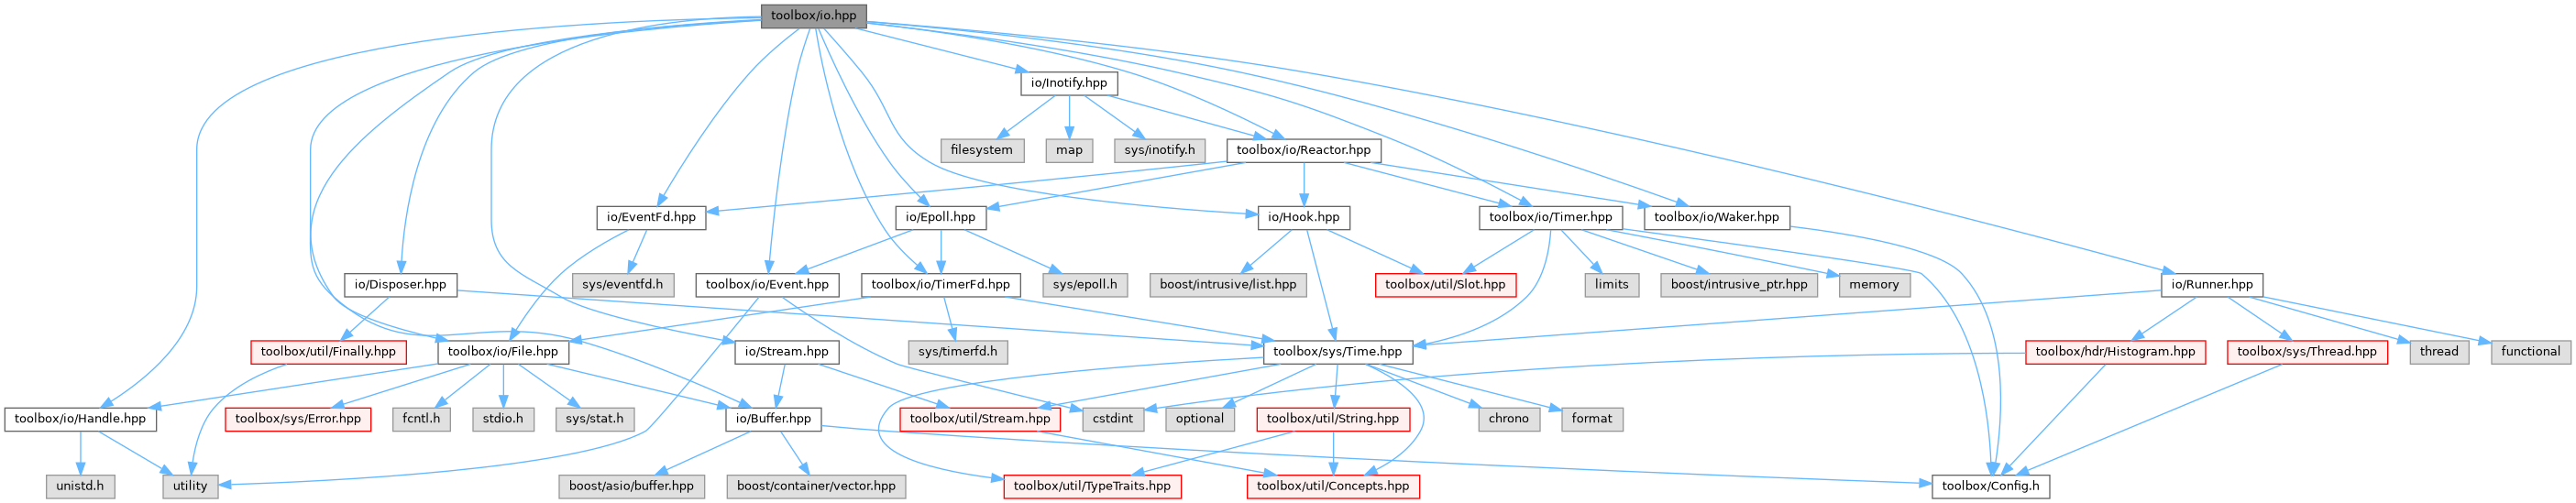 toolbox/io.hpp
io/Inotify.hpp
filesystem
map
sys/inotify.h
toolbox/io/Reactor.hpp
io/EventFd.hpp
io/Epoll.hpp
io/Hook.hpp
toolbox/io/Timer.hpp
toolbox/io/Waker.hpp
io/Disposer.hpp
sys/eventfd.h
toolbox/io/Event.hpp
toolbox/io/TimerFd.hpp
sys/epoll.h
boost/intrusive/list.hpp
toolbox/util/Slot.hpp
limits
boost/intrusive_ptr.hpp
memory
io/Runner.hpp
toolbox/util/Finally.hpp
toolbox/io/File.hpp
io/Stream.hpp
sys/timerfd.h
toolbox/sys/Time.hpp
toolbox/hdr/Histogram.hpp
toolbox/sys/Thread.hpp
thread
functional
toolbox/io/Handle.hpp
toolbox/sys/Error.hpp
fcntl.h
stdio.h
sys/stat.h
io/Buffer.hpp
toolbox/util/Stream.hpp
cstdint
optional
toolbox/util/String.hpp
chrono
format
unistd.h
utility
boost/asio/buffer.hpp
boost/container/vector.hpp
toolbox/util/TypeTraits.hpp
toolbox/util/Concepts.hpp
toolbox/Config.h